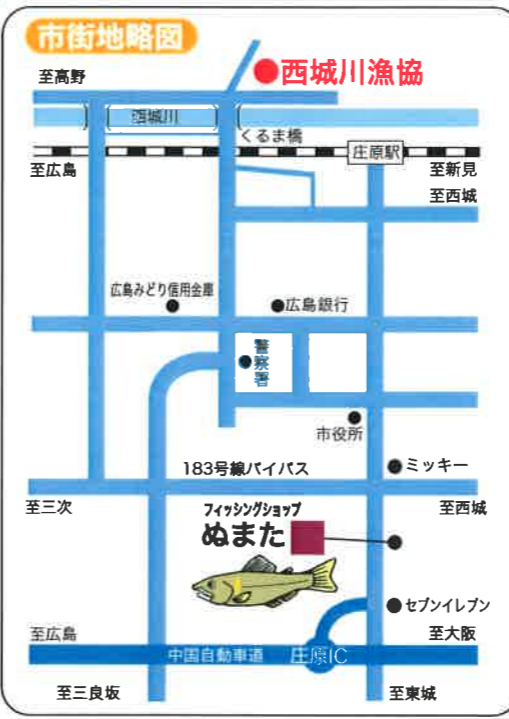 市街地略図
西城川漁協
至高野
西城川
くるま橋
庄原駅
至広島
至新見
至西城
広島みどり信用金庫
広島銀行
警察署
市役所
183号線バイパス
ミッキー
至三次
至西城
フィッシングショップ
ぬまた
セブンイレブン
至広島
至大阪
中国自動車道
庄原IC
至三良坂
至東城